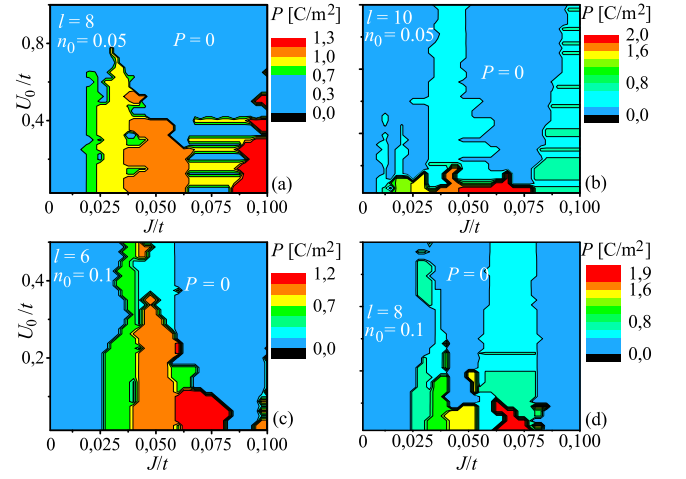 l = 8
n0 = 0.05
P = 0
P [C/m2]
1,3
1,0
0,7
0,3
0,0
0,8
0,4
U0/t
0
0,025
0,050
0,075
0,100
J/t
(a)
l = 10
n0 = 0.05
P = 0
P [C/m2]
2,0
1,6
0,8
0,0
0
0,025
0,050
0,075
0,100
J/t
(b)
l = 6
n0 = 0.1
P = 0
P [C/m2]
1,2
0,7
0,0
0,4
0,2
U0/t
0
0,025
0,050
0,075
0,100
J/t
(c)
l = 8
n0 = 0.1
P = 0
P [C/m2]
1,9
1,6
0,8
0,0
0
0,025
0,050
0,075
0,100
J/t
(d)